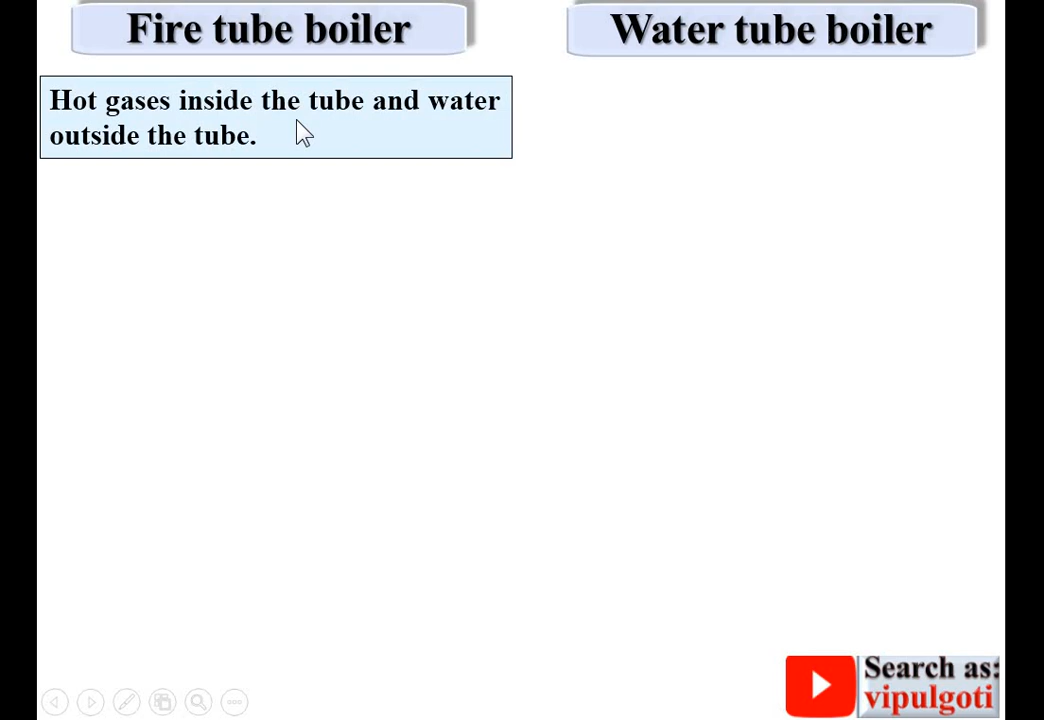 Fire tube boiler
Water tube boiler
Hot gases inside the tube and water
outside the tube.
Search as:
vipulgoti